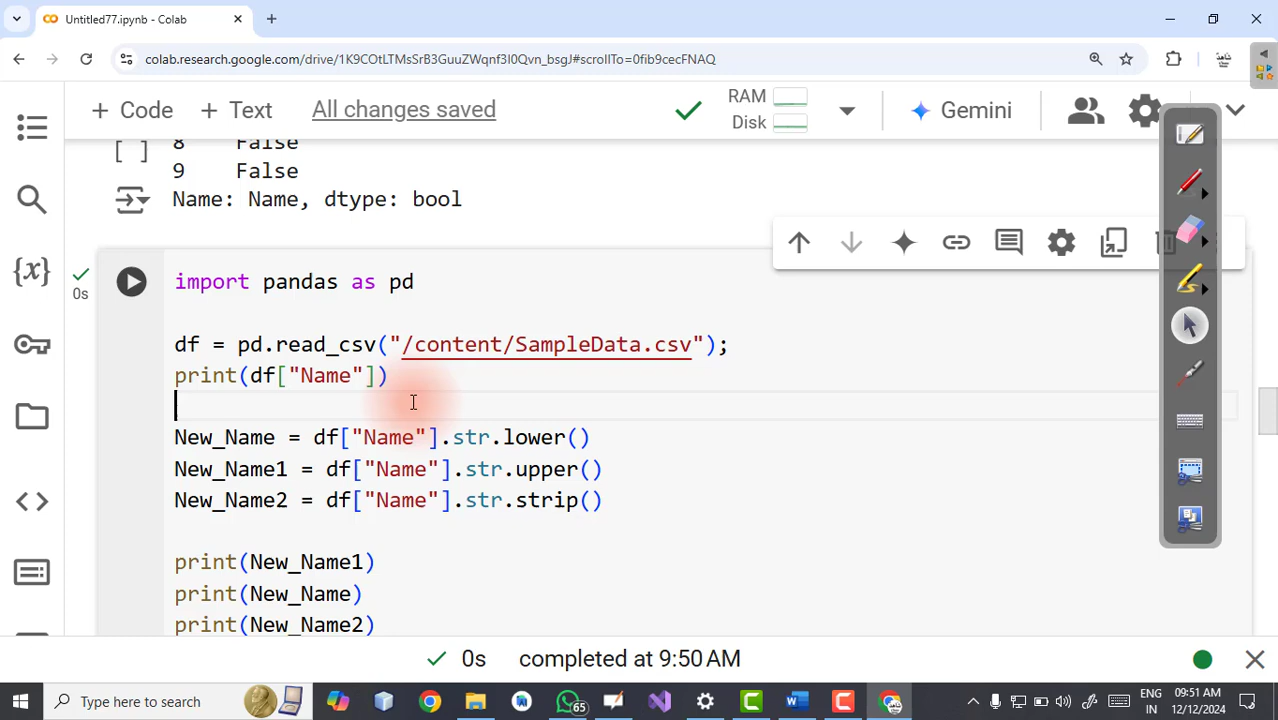 Untitled77.ipynb - Colab
colab.research.google.com/drive/1K9COtLTMsSrB3GuuZWqnf3I0Qvn_bsgJ#scrollTo=0fib9cecFNAQ
+ Code + Text All changes saved
RAM
Disk
Gemini
8 False
[ ]
9 False
Name: Name, dtype: bool
0s
import pandas as pd
df = pd.read_csv("/content/SampleData.csv");
print(df["Name"])
New_Name = df["Name"].str.lower()
New_Name1 = df["Name"].str.upper()
New_Name2 = df["Name"].str.strip()
print(New_Name1)
print(New_Name)
print(New_Name2)
0s completed at 9:50 AM
Type here to search
65
ENG
IN
09:51 AM
12/12/2024